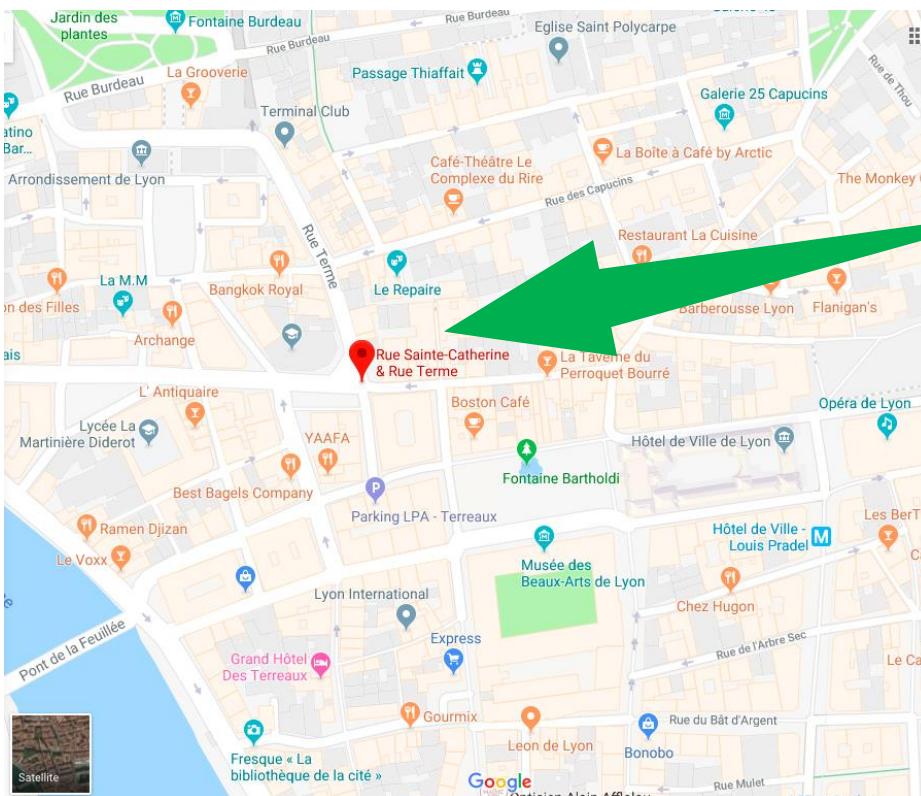 Jardin des
plantes
Fontaine Burdeau
Rue Burdeau
Rue Burdeau
Eglise Saint Polycarpe
Rue Burdeau
La Grooverie
Passage Thiaffait
Rue de Thou
Galerie 25 Capucins
Terminal Club
Bar...
La Boîte à Café by Arctic
Arrondissement de Lyon
Café-Théâtre Le
Complexe du Rire
The Monkey
Rue des Capucins
Rue Terme
Restaurant La Cuisine
La M.M
Bangkok Royal
Le Repaire
on des Filles
Barberousse Lyon
Flanigan's
Archange
Rue Sainte-Catherine
& Rue Terme
La Taverne du
Perroquet Bourré
L' Antiquaire
Boston Café
Opéra de Lyon
Lycée La
Martinière Diderot
YAAFA
Hôtel de Ville de Lyon
Fontaine Bartholdi
Best Bagels Company
P
Parking LPA - Terreaux
Ramen Djizan
Hôtel de Ville -
Louis Pradel
M
Les BerT
Le Voxx
Musée des
Beaux-Arts de Lyon
Lyon International
Chez Hugon
Pont de la Feuillée
Express
Rue de l'Arbre Sec
Grand Hôtel
Des Terreaux
Le Ca
Gourmix
Rue du Bât d'Argent
Leon de Lyon
Bonobo
Fresque « La
bibliothèque de la cité »
Satellite
Google
Rue Mulet